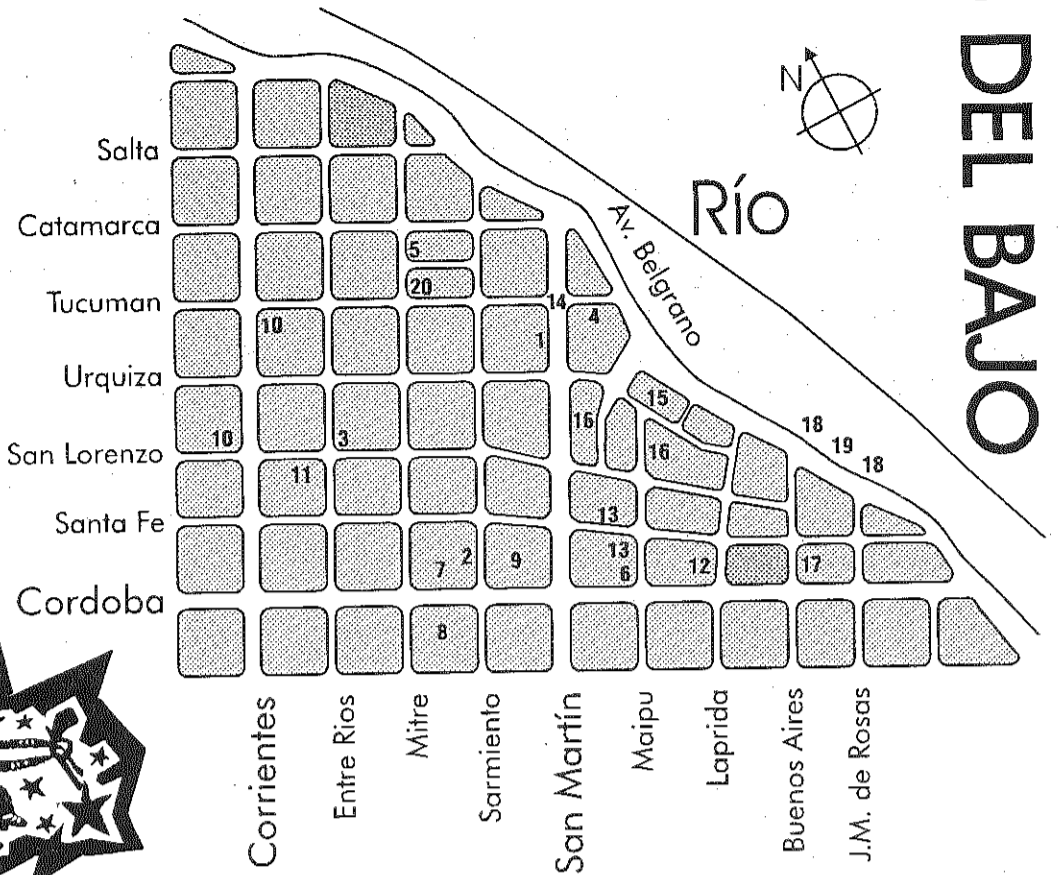 DEL BAJO
N
Río
Av. Belgrano
Salta
Catamarca
Tucuman
Urquiza
San Lorenzo
Santa Fe
Cordoba
5
20
14
10
1
4
15
16
18
10
3
16
19
18
11
13
7
2
9
13
6
12
17
8
Corrientes
Entre Rios
Mitre
Sarmiento
San Martín
Maipu
Laprida
Buenos Aires
J.M. de Rosas